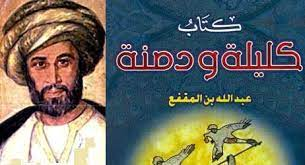 كتاب
كليلة ودمنة
عبد الله بن المقفع